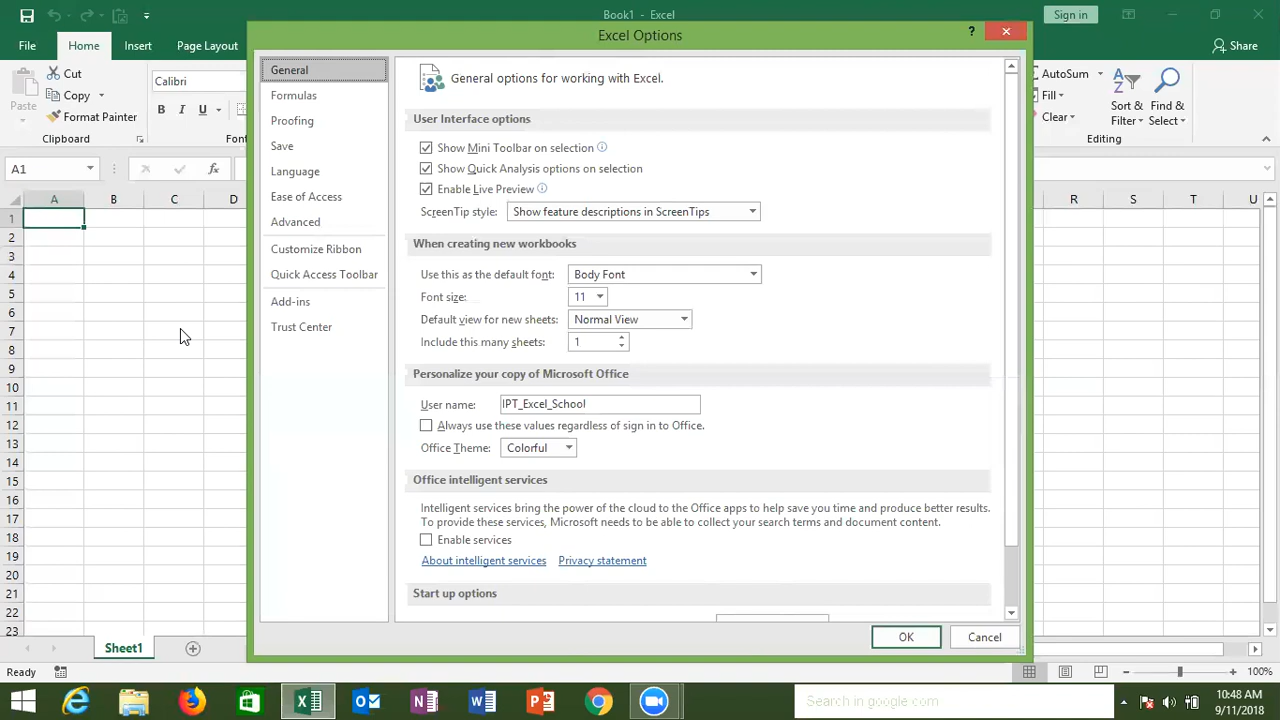 Book1 - Excel
Sign in
File
Home
Insert
Page Layout
Share
Excel Options
?
Paste
Cut
Copy
Format Painter
Clipboard
Calibri
B
I
U
AutoSum
Fill
Clear
Sort &
Filter
Find &
Select
Editing
A1
fx
A
B
C
D
R
S
T
U
1
2
3
4
5
6
7
8
9
10
11
12
13
14
15
16
17
18
19
20
21
22
23
General
Formulas
Proofing
Save
Language
Ease of Access
Advanced
Customize Ribbon
Quick Access Toolbar
Add-ins
Trust Center
General options for working with Excel.
User Interface options
Show Mini Toolbar on selection
Show Quick Analysis options on selection
Enable Live Preview
ScreenTip style: Show feature descriptions in ScreenTips
When creating new workbooks
Use this as the default font: Body Font
Font size: 11
Default view for new sheets: Normal View
Include this many sheets: 1
Personalize your copy of Microsoft Office
User name: IPT_Excel_School
Always use these values regardless of sign in to Office.
Office Theme: Colorful
Office intelligent services
Intelligent services bring the power of the cloud to the Office apps to help save you time and produce better results.
To provide these services, Microsoft needs to be able to collect your search terms and document content.
Enable services
About intelligent services Privacy statement
Start up options
OK
Cancel
Sheet1
Ready
100%
Search in google.com
10:48 AM
9/11/2018